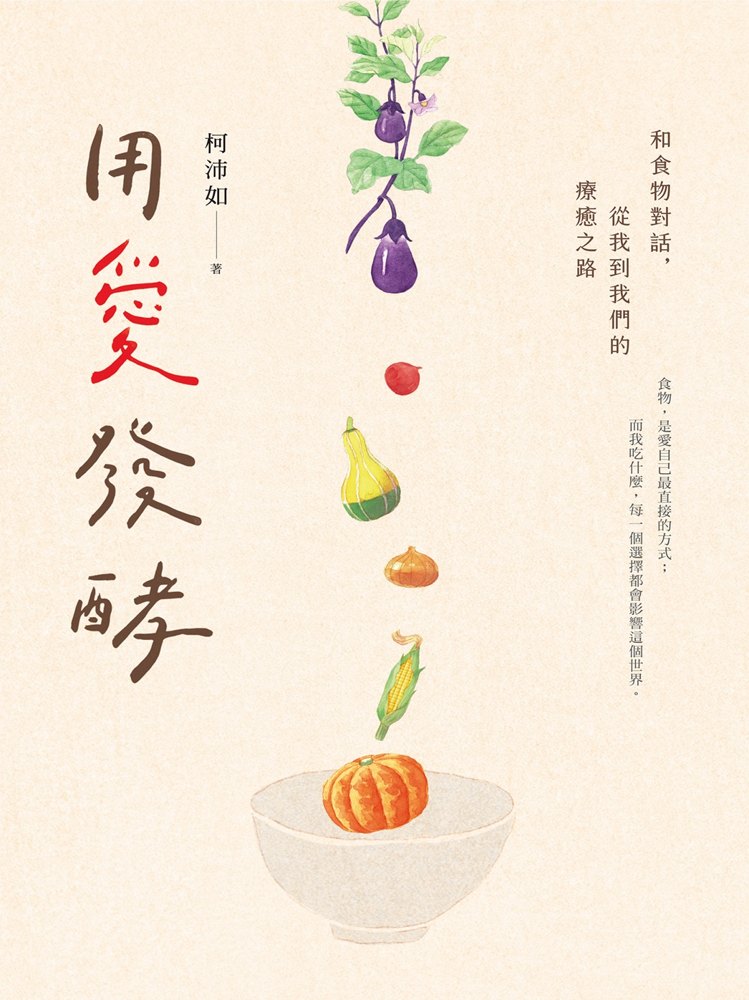 和食物對話，
從我到我們的
療癒之路
食物，是愛自己最直接的方式；
而我吃什麼，每一個選擇都會影響這個世界。
柯沛如——著
用愛發酵